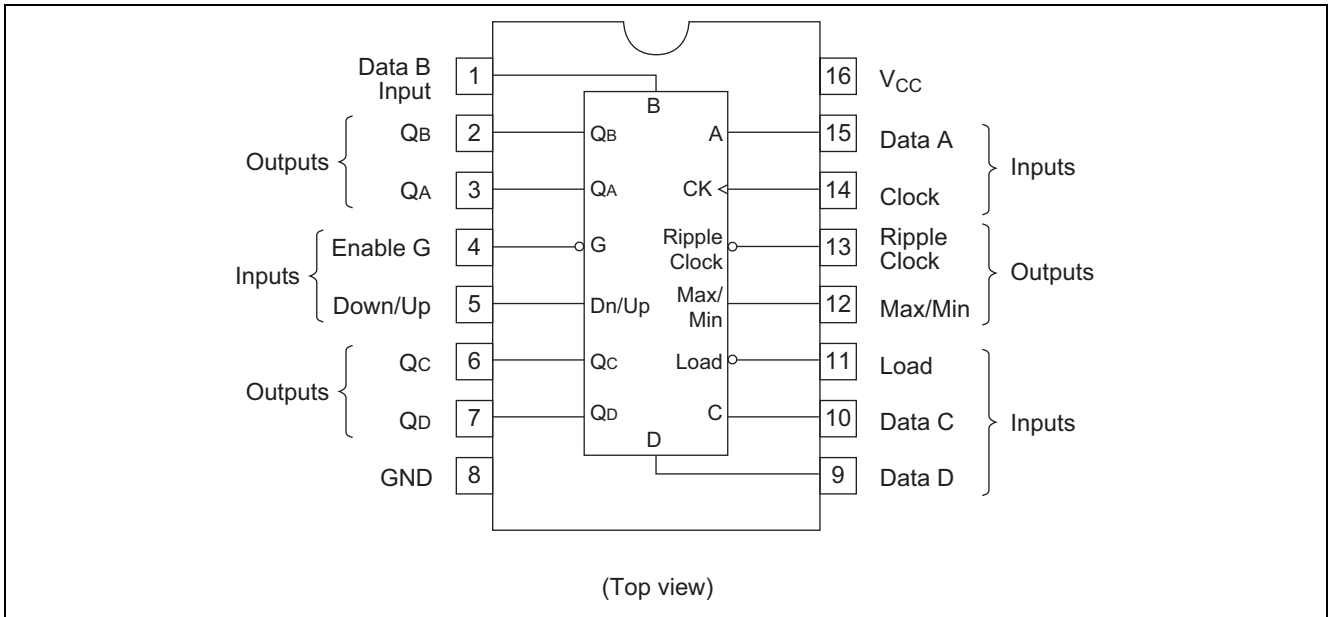 Data B
Input
1
16
VCC
B
Outputs
QB
2
QB
A
15
Data A
Inputs
QA
3
QA
CK
14
Clock
Inputs
Enable G
4
G
Ripple
Clock
13
Ripple
Clock
Outputs
Down/Up
5
Dn/Up
Max/
Min
12
Max/Min
Outputs
QC
6
QC
Load
11
Load
Inputs
QD
7
QD
C
10
Data C
D
GND
8
9
Data D
(Top view)